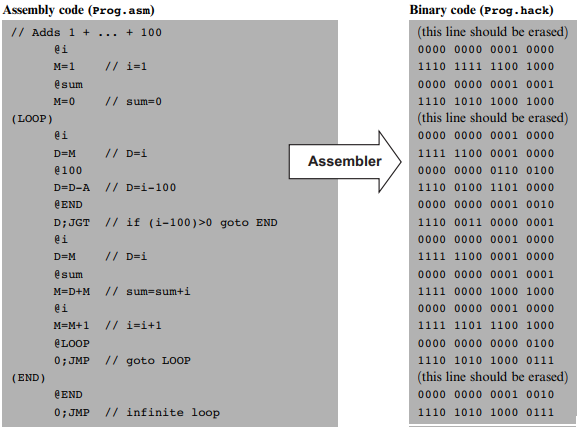 Assembly code (Prog.asm)
// Adds 1 + ... + 100
@i
M=1 // i=1
@sum
M=0 // sum=0
(LOOP)
@i
D=M // D=i
@100
D=D-A // D=i-100
@END
D;JGT // if (i-100)>0 goto END
@i
D=M // D=i
@sum
M=D+M // sum=sum+i
@i
M=M+1 // i=i+1
@LOOP
0;JMP // goto LOOP
(END)
@END
0;JMP // infinite loop
Assembler
Binary code (Prog.hack)
(this line should be erased)
0000 0000 0001 0000
1110 1111 1100 1000
0000 0000 0001 0001
1110 1010 1000 1000
(this line should be erased)
0000 0000 0001 0000
1111 1100 0001 0000
0000 0000 0110 0100
1110 0100 1101 0000
0000 0000 0001 0010
1110 0011 0000 0001
0000 0000 0001 0000
1111 1100 0001 0000
0000 0000 0001 0001
1111 0000 1000 1000
0000 0000 0001 0000
1111 1101 1100 1000
0000 0000 0000 0100
1110 1010 1000 0111
(this line should be erased)
0000 0000 0001 0010
1110 1010 1000 0111